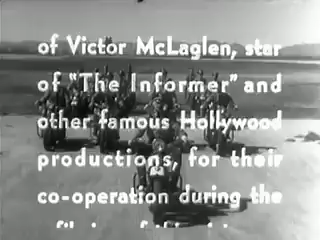 of Victor McLaglen, star
of "The Informer" and
other famous Hollywood
productions, for their
co-operation during the